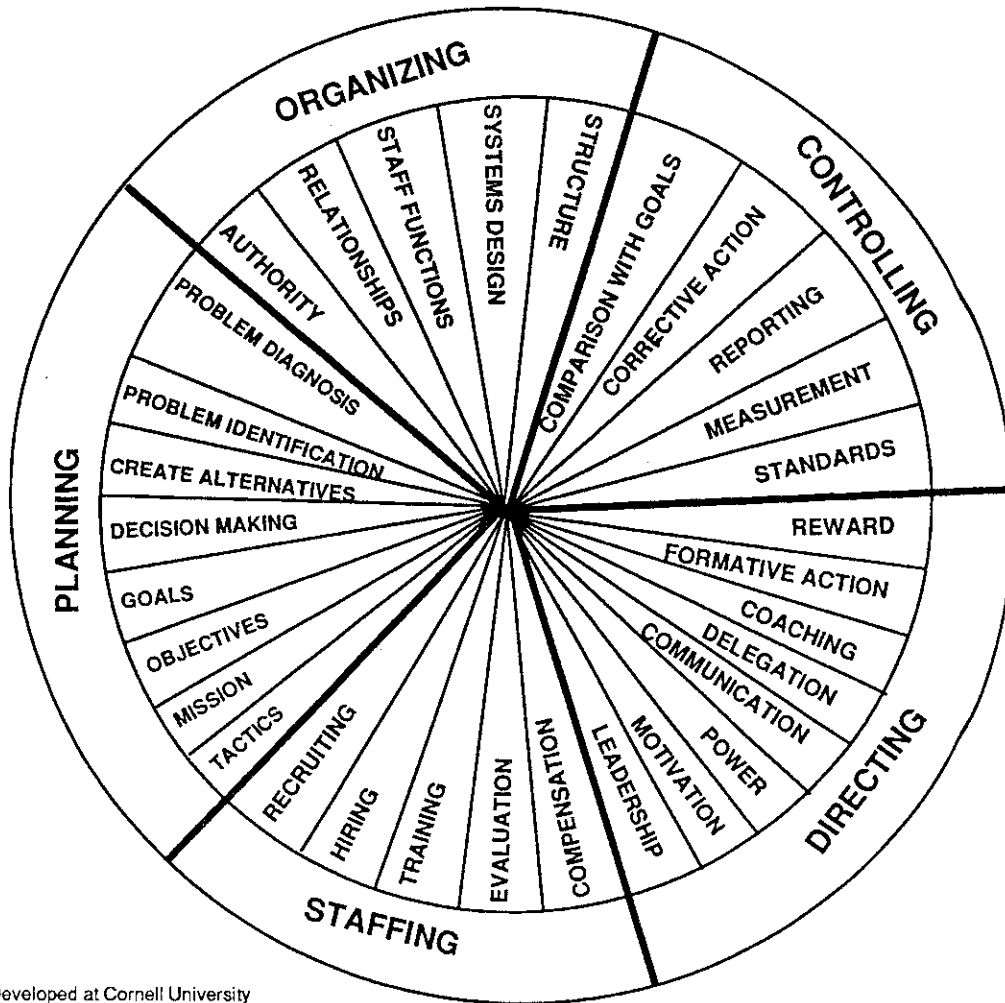 ORGANIZING
AUTHORITY
RELATIONSHIPS
STAFF FUNCTIONS
SYSTEMS DESIGN
STRUCTURE
CONTROLLING
COMPARISON WITH GOALS
CORRECTIVE ACTION
REPORTING
MEASUREMENT
STANDARDS
DIRECTING
REWARD
FORMATIVE ACTION
COACHING
DELEGATION
COMMUNICATION
POWER
MOTIVATION
LEADERSHIP
STAFFING
COMPENSATION
EVALUATION
TRAINING
HIRING
RECRUITING
PLANNING
TACTICS
MISSION
OBJECTIVES
GOALS
DECISION MAKING
CREATE ALTERNATIVES
PROBLEM IDENTIFICATION
PROBLEM DIAGNOSIS
eveloped at Cornell University